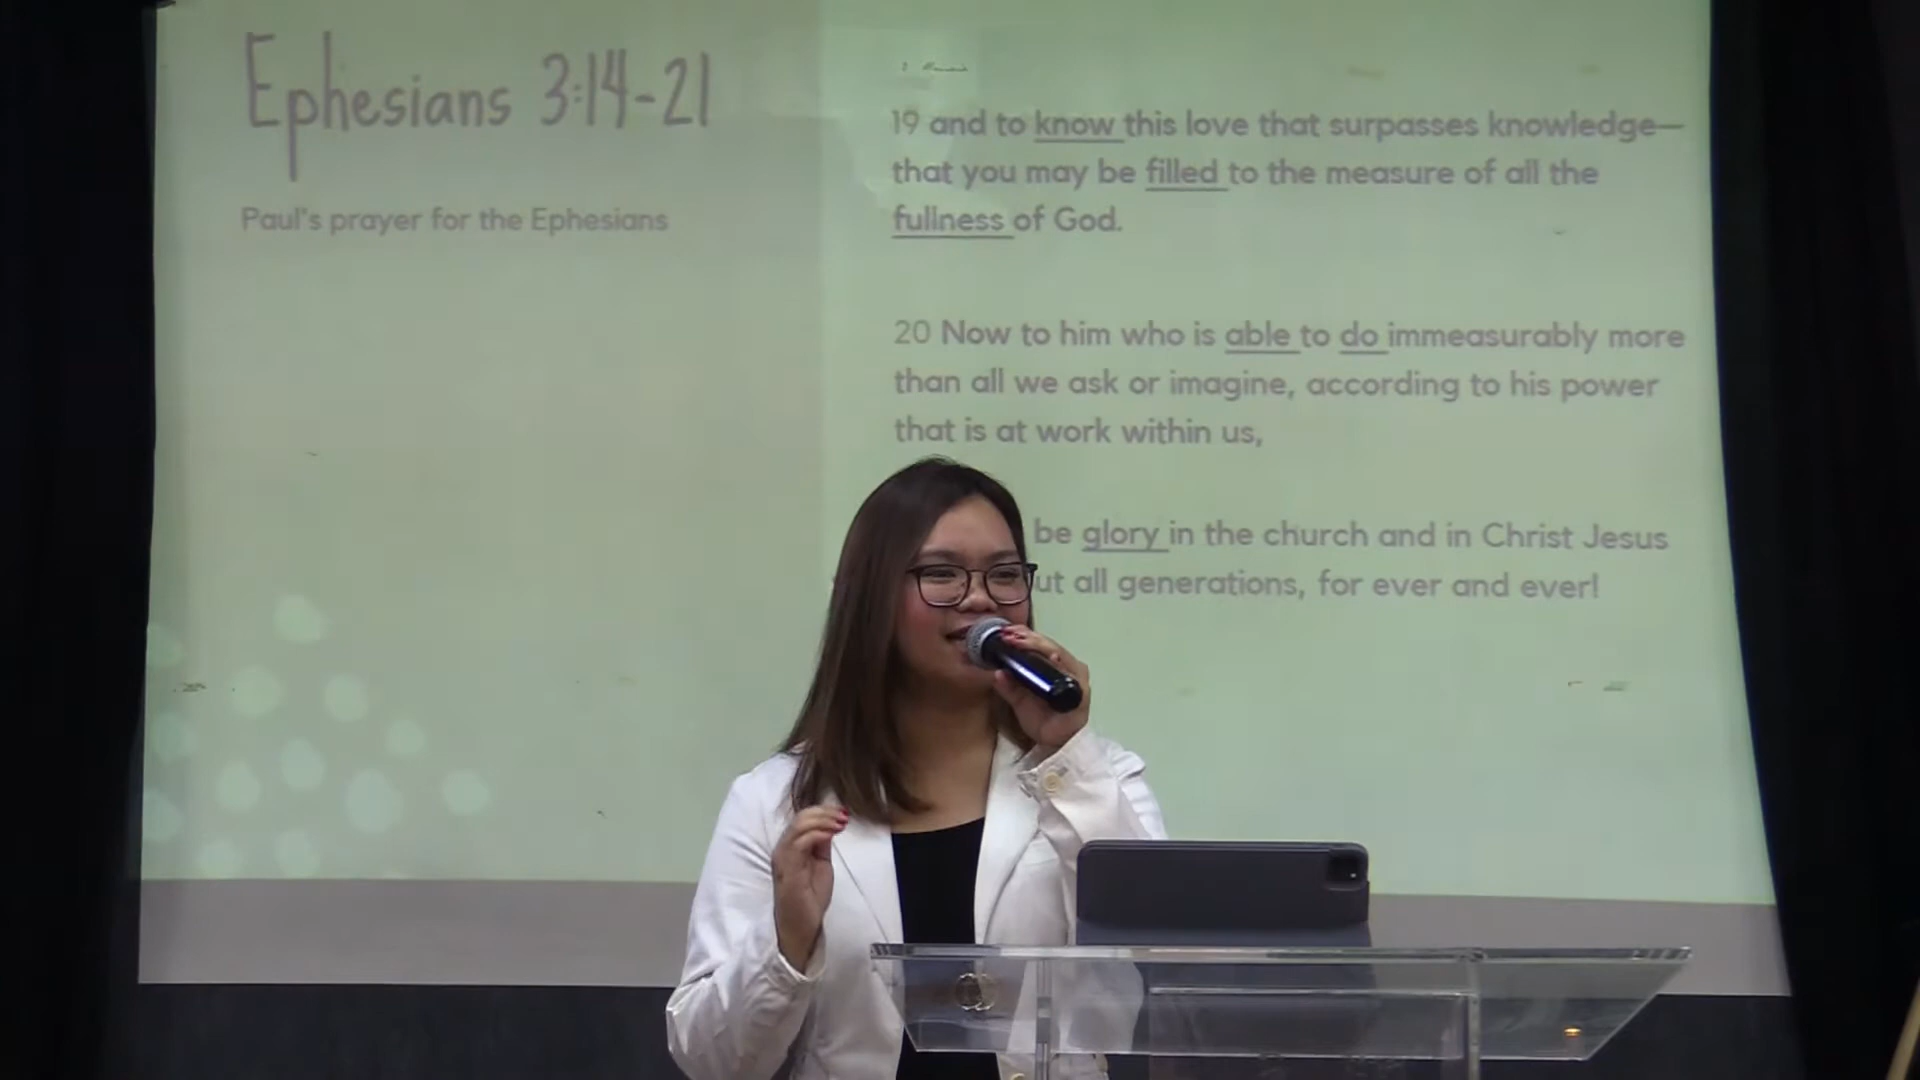 Ephesians 3:14-21
Paul's prayer for the Ephesians
19 and to know this love that surpasses knowledge—
that you may be filled to the measure of all the
fullness of God.
20 Now to him who is able to do immeasurably more
than all we ask or imagine, according to his power
that is at work within us,
be glory in the church and in Christ Jesus
all generations, for ever and ever!